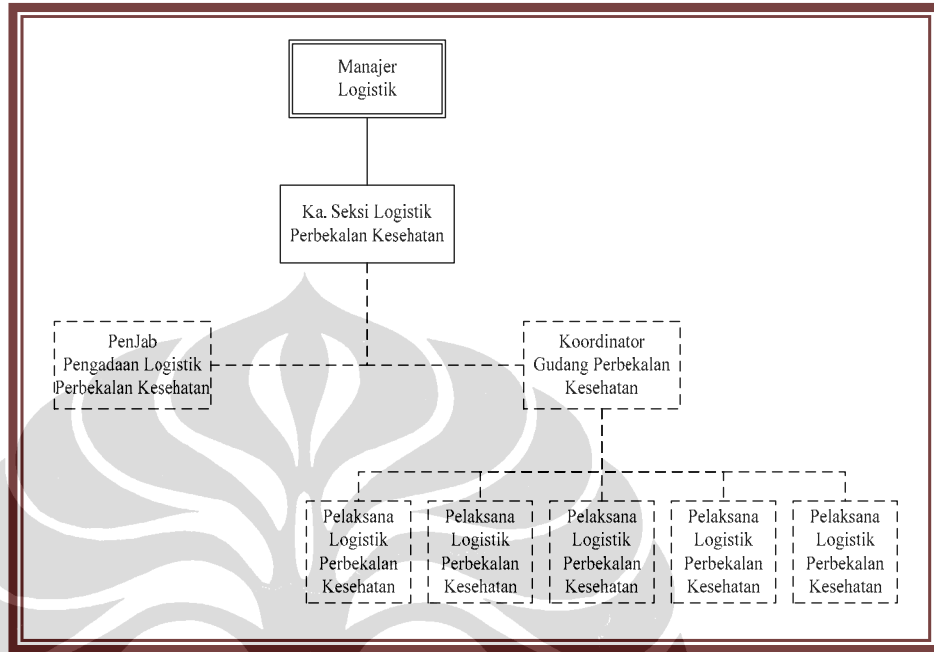 Manajer
Logistik
Ka. Seksi Logistik
Perbekalan Kesehatan
PenJab
Pengadaan Logistik
Perbekalan Kesehatan
Koordinator
Gudang Perbekalan
Kesehatan
Pelaksana
Logistik
Perbekalan
Kesehatan
Pelaksana
Logistik
Perbekalan
Kesehatan
Pelaksana
Logistik
Perbekalan
Kesehatan
Pelaksana
Logistik
Perbekalan
Kesehatan
Pelaksana
Logistik
Perbekalan
Kesehatan